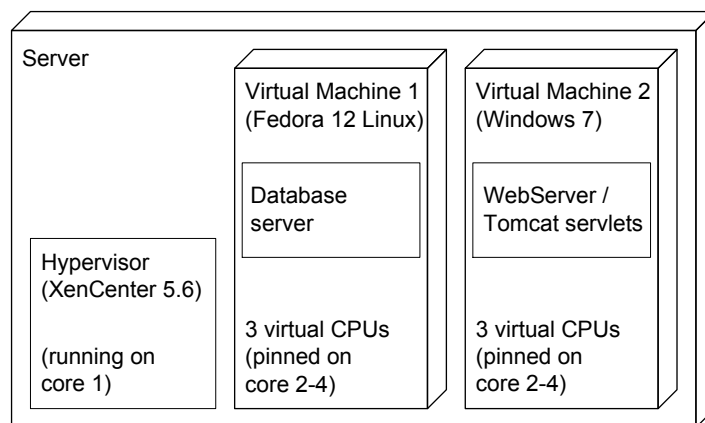 Server
Hypervisor
(XenCenter 5.6)
(running on
core 1)
Virtual Machine 1
(Fedora 12 Linux)
Database
server
3 virtual CPUs
(pinned on
core 2-4)
Virtual Machine 2
(Windows 7)
WebServer /
Tomcat servlets
3 virtual CPUs
(pinned on
core 2-4)